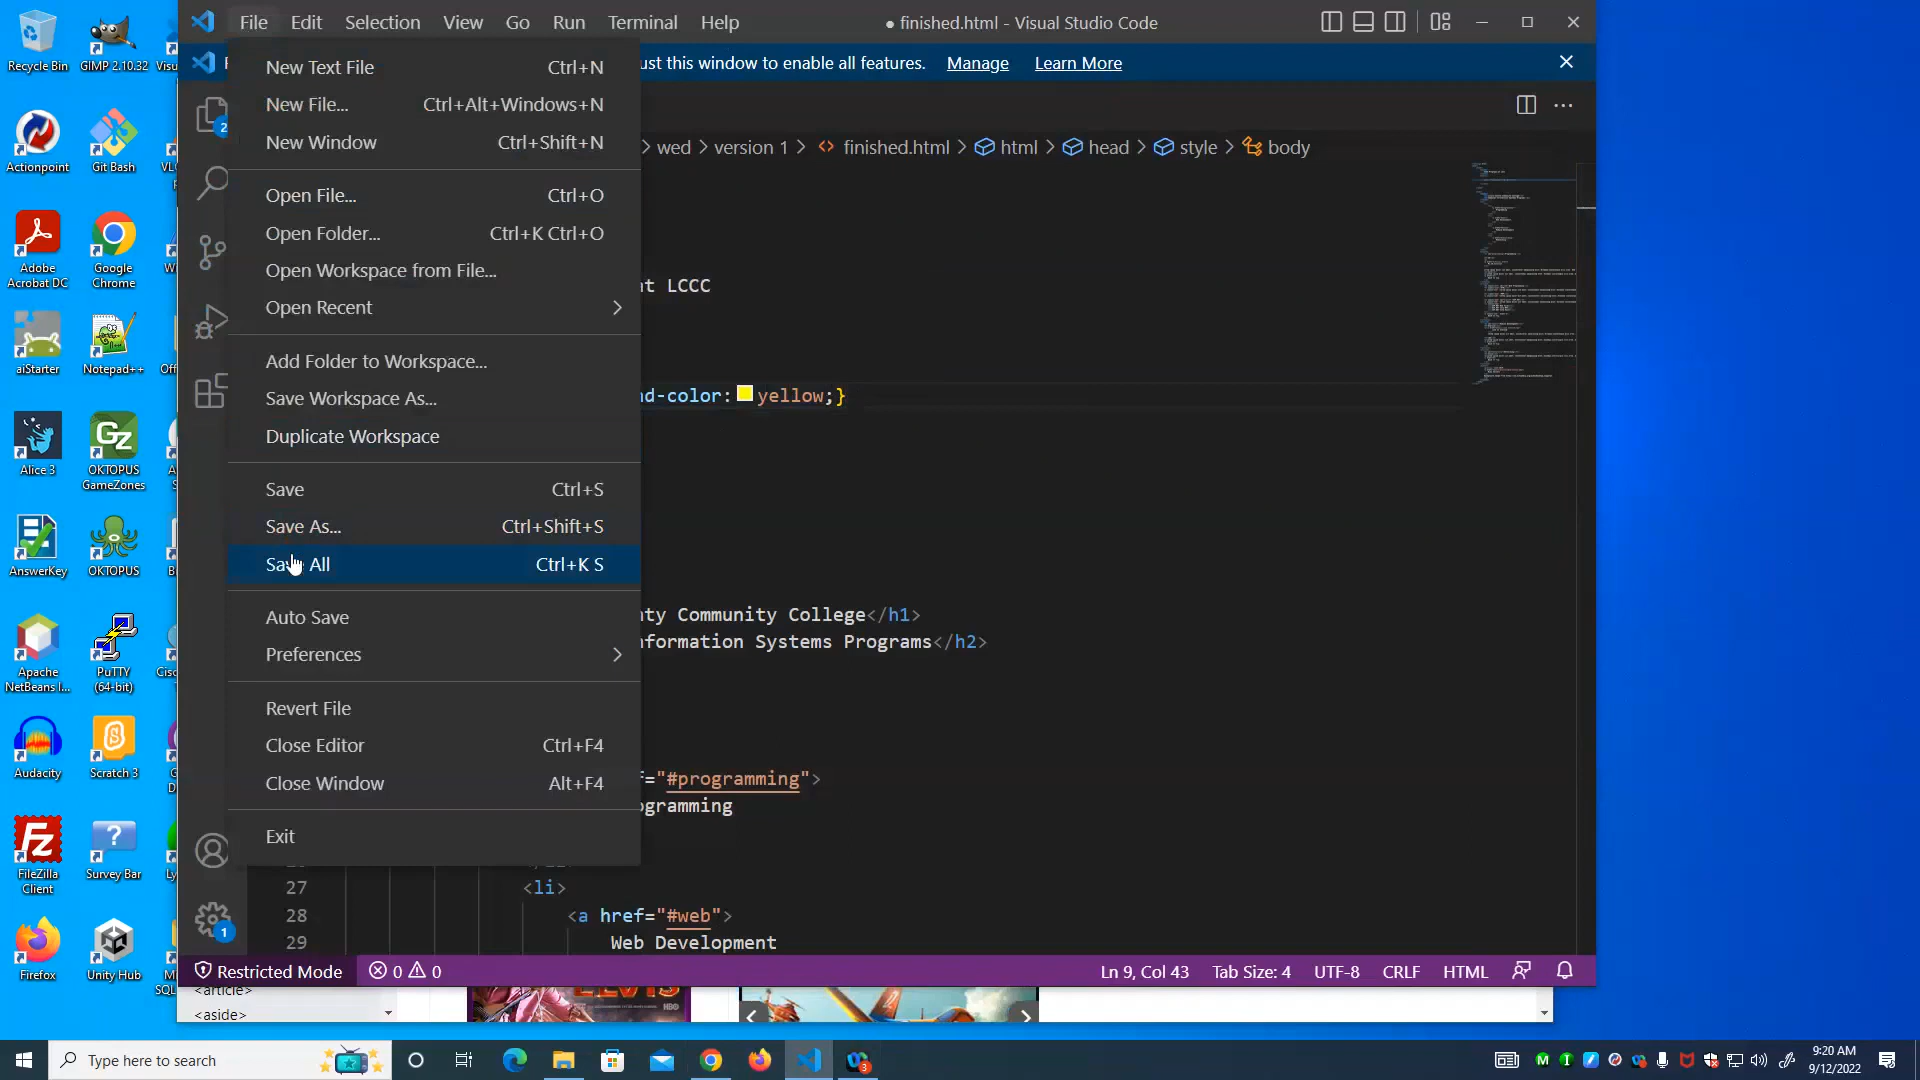 File Edit Selection View Go Run Terminal Help
● finished.html - Visual Studio Code
ust this window to enable all features. Manage Learn More
New Text File Ctrl+N
New File... Ctrl+Alt+Windows+N
New Window Ctrl+Shift+N
Open File... Ctrl+O
Open Folder... Ctrl+K Ctrl+O
Open Workspace from File...
Open Recent
Add Folder to Workspace...
Save Workspace As...
Duplicate Workspace
Save Ctrl+S
Save As... Ctrl+Shift+S
Save All Ctrl+K S
Auto Save
Preferences
Revert File
Close Editor Ctrl+F4
Close Window Alt+F4
Exit
> wed > version 1 > <> finished.html > html > head > style > body
at LCCC
nd-color: yellow;}
nty Community College</h1>
nformation Systems Programs</h2>
f="#programming">
ogramming
27 <li>
28 <a href="#web">
29 Web Development
2
1
Restricted Mode 0 0
Ln 9, Col 43 Tab Size: 4 UTF-8 CRLF HTML
<article>
<aside>
ELVIS
HBO
Recycle Bin
GIMP 2.10.32
Actionpoint
Git Bash
Adobe
Acrobat DC
Google
Chrome
aiStarter
Notepad++
Alice 3
OKTOPUS
GameZones
AnswerKey
OKTOPUS
Apache
NetBeans I...
PuTTY
(64-bit)
Audacity
Scratch 3
FileZilla
Client
Survey Bar
Firefox
Unity Hub
SQL
Type here to search
9:20 AM
9/12/2022